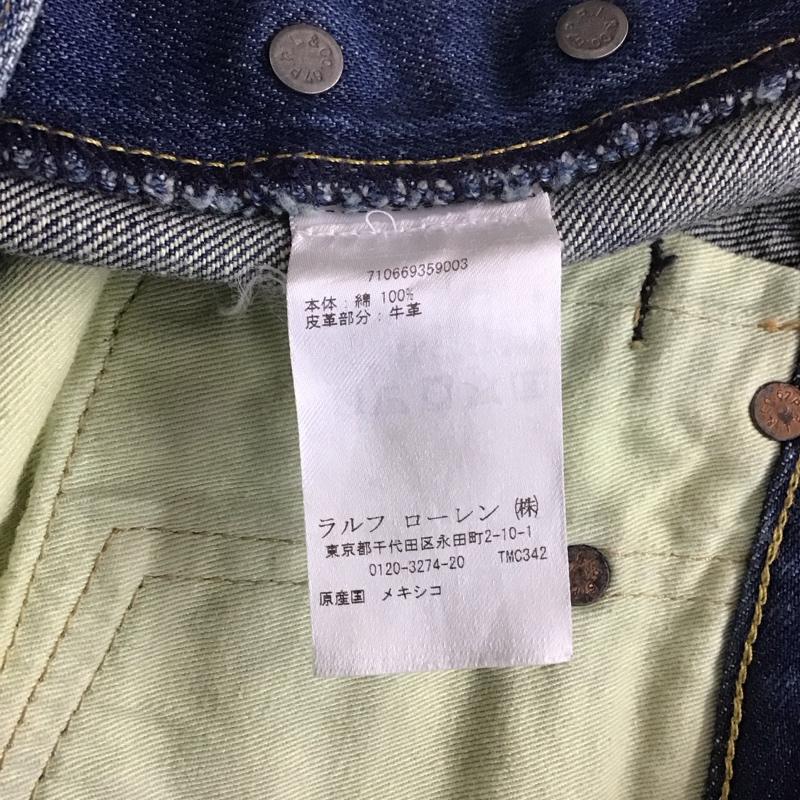 710669359003
本体：綿 100%
皮革部分：牛革
ラルフ ローレン ㈱
東京都千代田区永田町2-10-1
0120-3274-20 TMC342
原産国 メキシコ